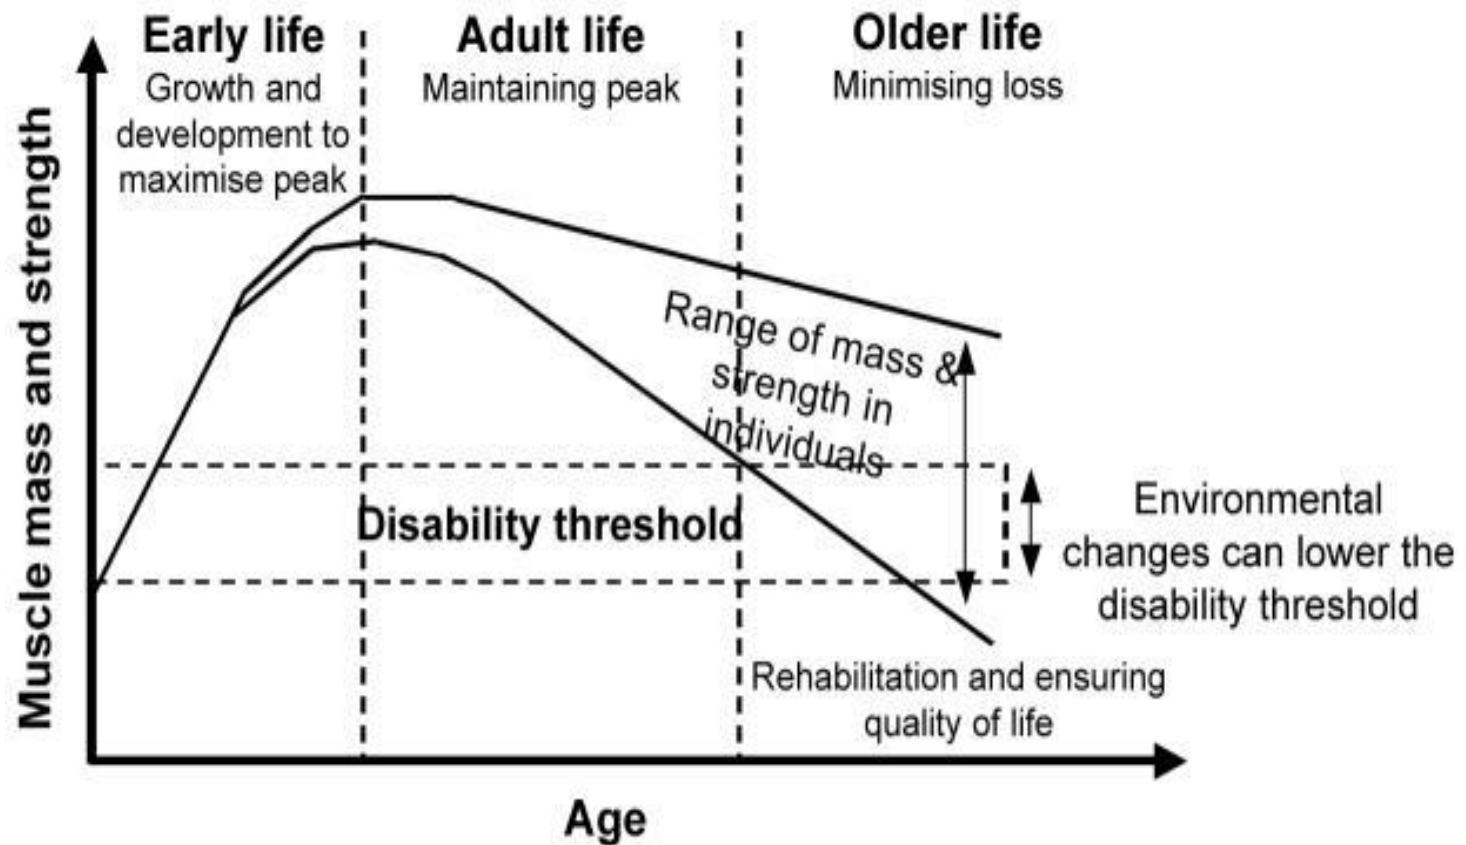 Early life
Growth and
development to
maximise peak
Adult life
Maintaining peak
Older life
Minimising loss
Muscle mass and strength
Range of mass &
strength in
individuals
Disability threshold
Environmental
changes can lower the
disability threshold
Rehabilitation and ensuring
quality of life
Age